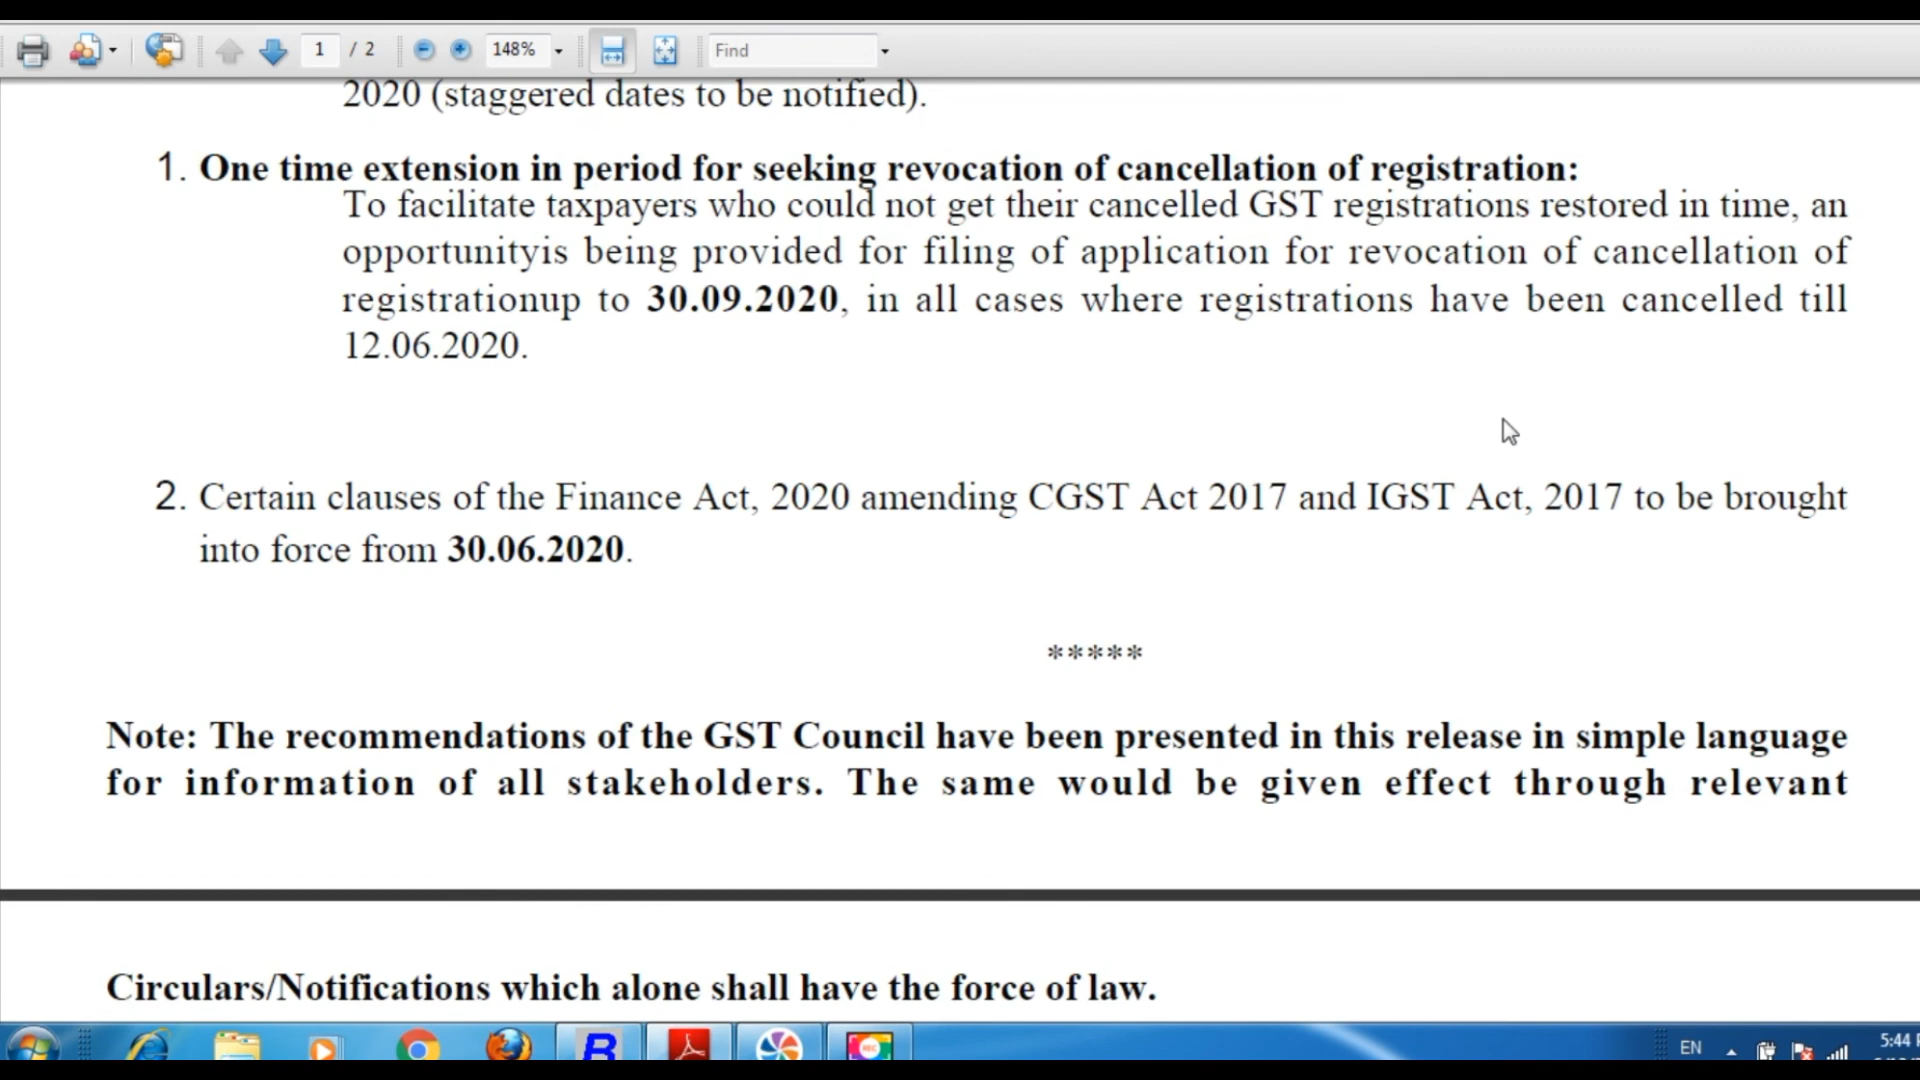 1 / 2
148%
Find
2020 (staggered dates to be notified).
1. One time extension in period for seeking revocation of cancellation of registration:
To facilitate taxpayers who could not get their cancelled GST registrations restored in time, an
opportunityis being provided for filing of application for revocation of cancellation of
registrationup to 30.09.2020, in all cases where registrations have been cancelled till
12.06.2020.
2. Certain clauses of the Finance Act, 2020 amending CGST Act 2017 and IGST Act, 2017 to be brought
into force from 30.06.2020.
*****
Note: The recommendations of the GST Council have been presented in this release in simple language
for information of all stakeholders. The same would be given effect through relevant
Circulars/Notifications which alone shall have the force of law.
EN
5:44